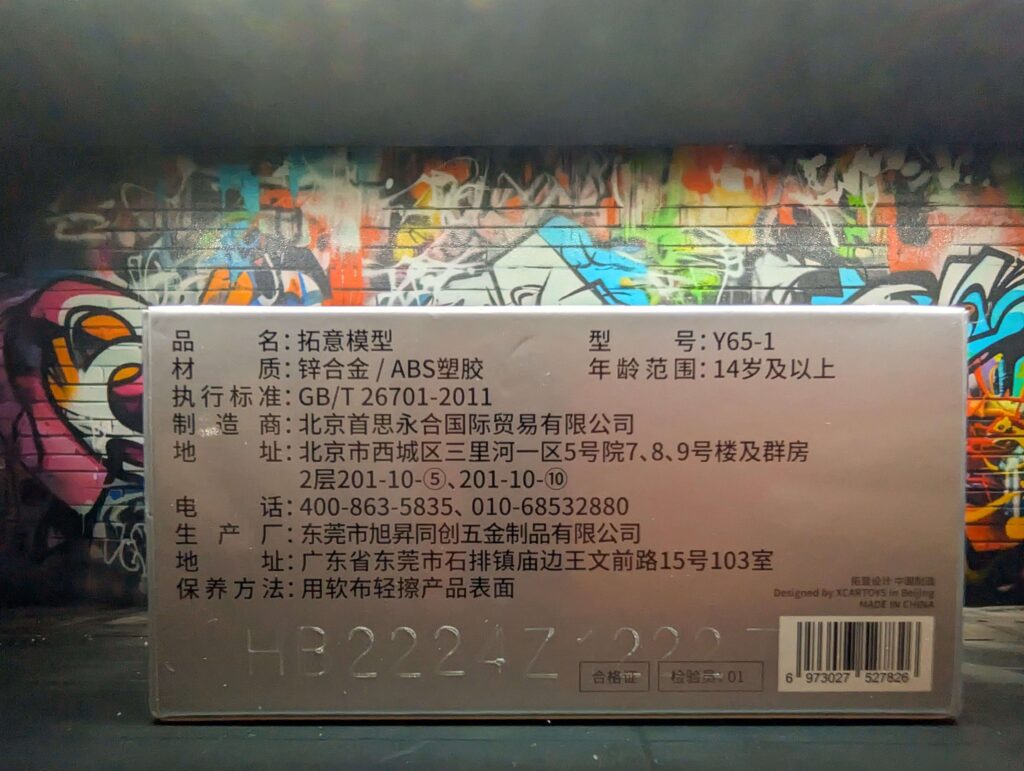 品 名：拓意模型 型 号：Y65-1
材 质：锌合金 / ABS塑胶 年龄范围：14岁及以上
执行标准：GB/T 26701-2011
制 造 商：北京首思永合国际贸易有限公司
地 址：北京市西城区三里河一区5号院7、8、9号楼及群房
2层201-10-⑤、201-10-⑩
电 话：400-863-5835、010-68532880
生 产 厂：东莞市旭昇同创五金制品有限公司
地 址：广东省东莞市石排镇庙边王文前路15号103室
保养方法：用软布轻擦产品表面
拓意设计 中国制造
Designed by XCARTOYS in Beijing
MADE IN CHINA
HB2224Z
合格证 检验员：01
6 973027 527826